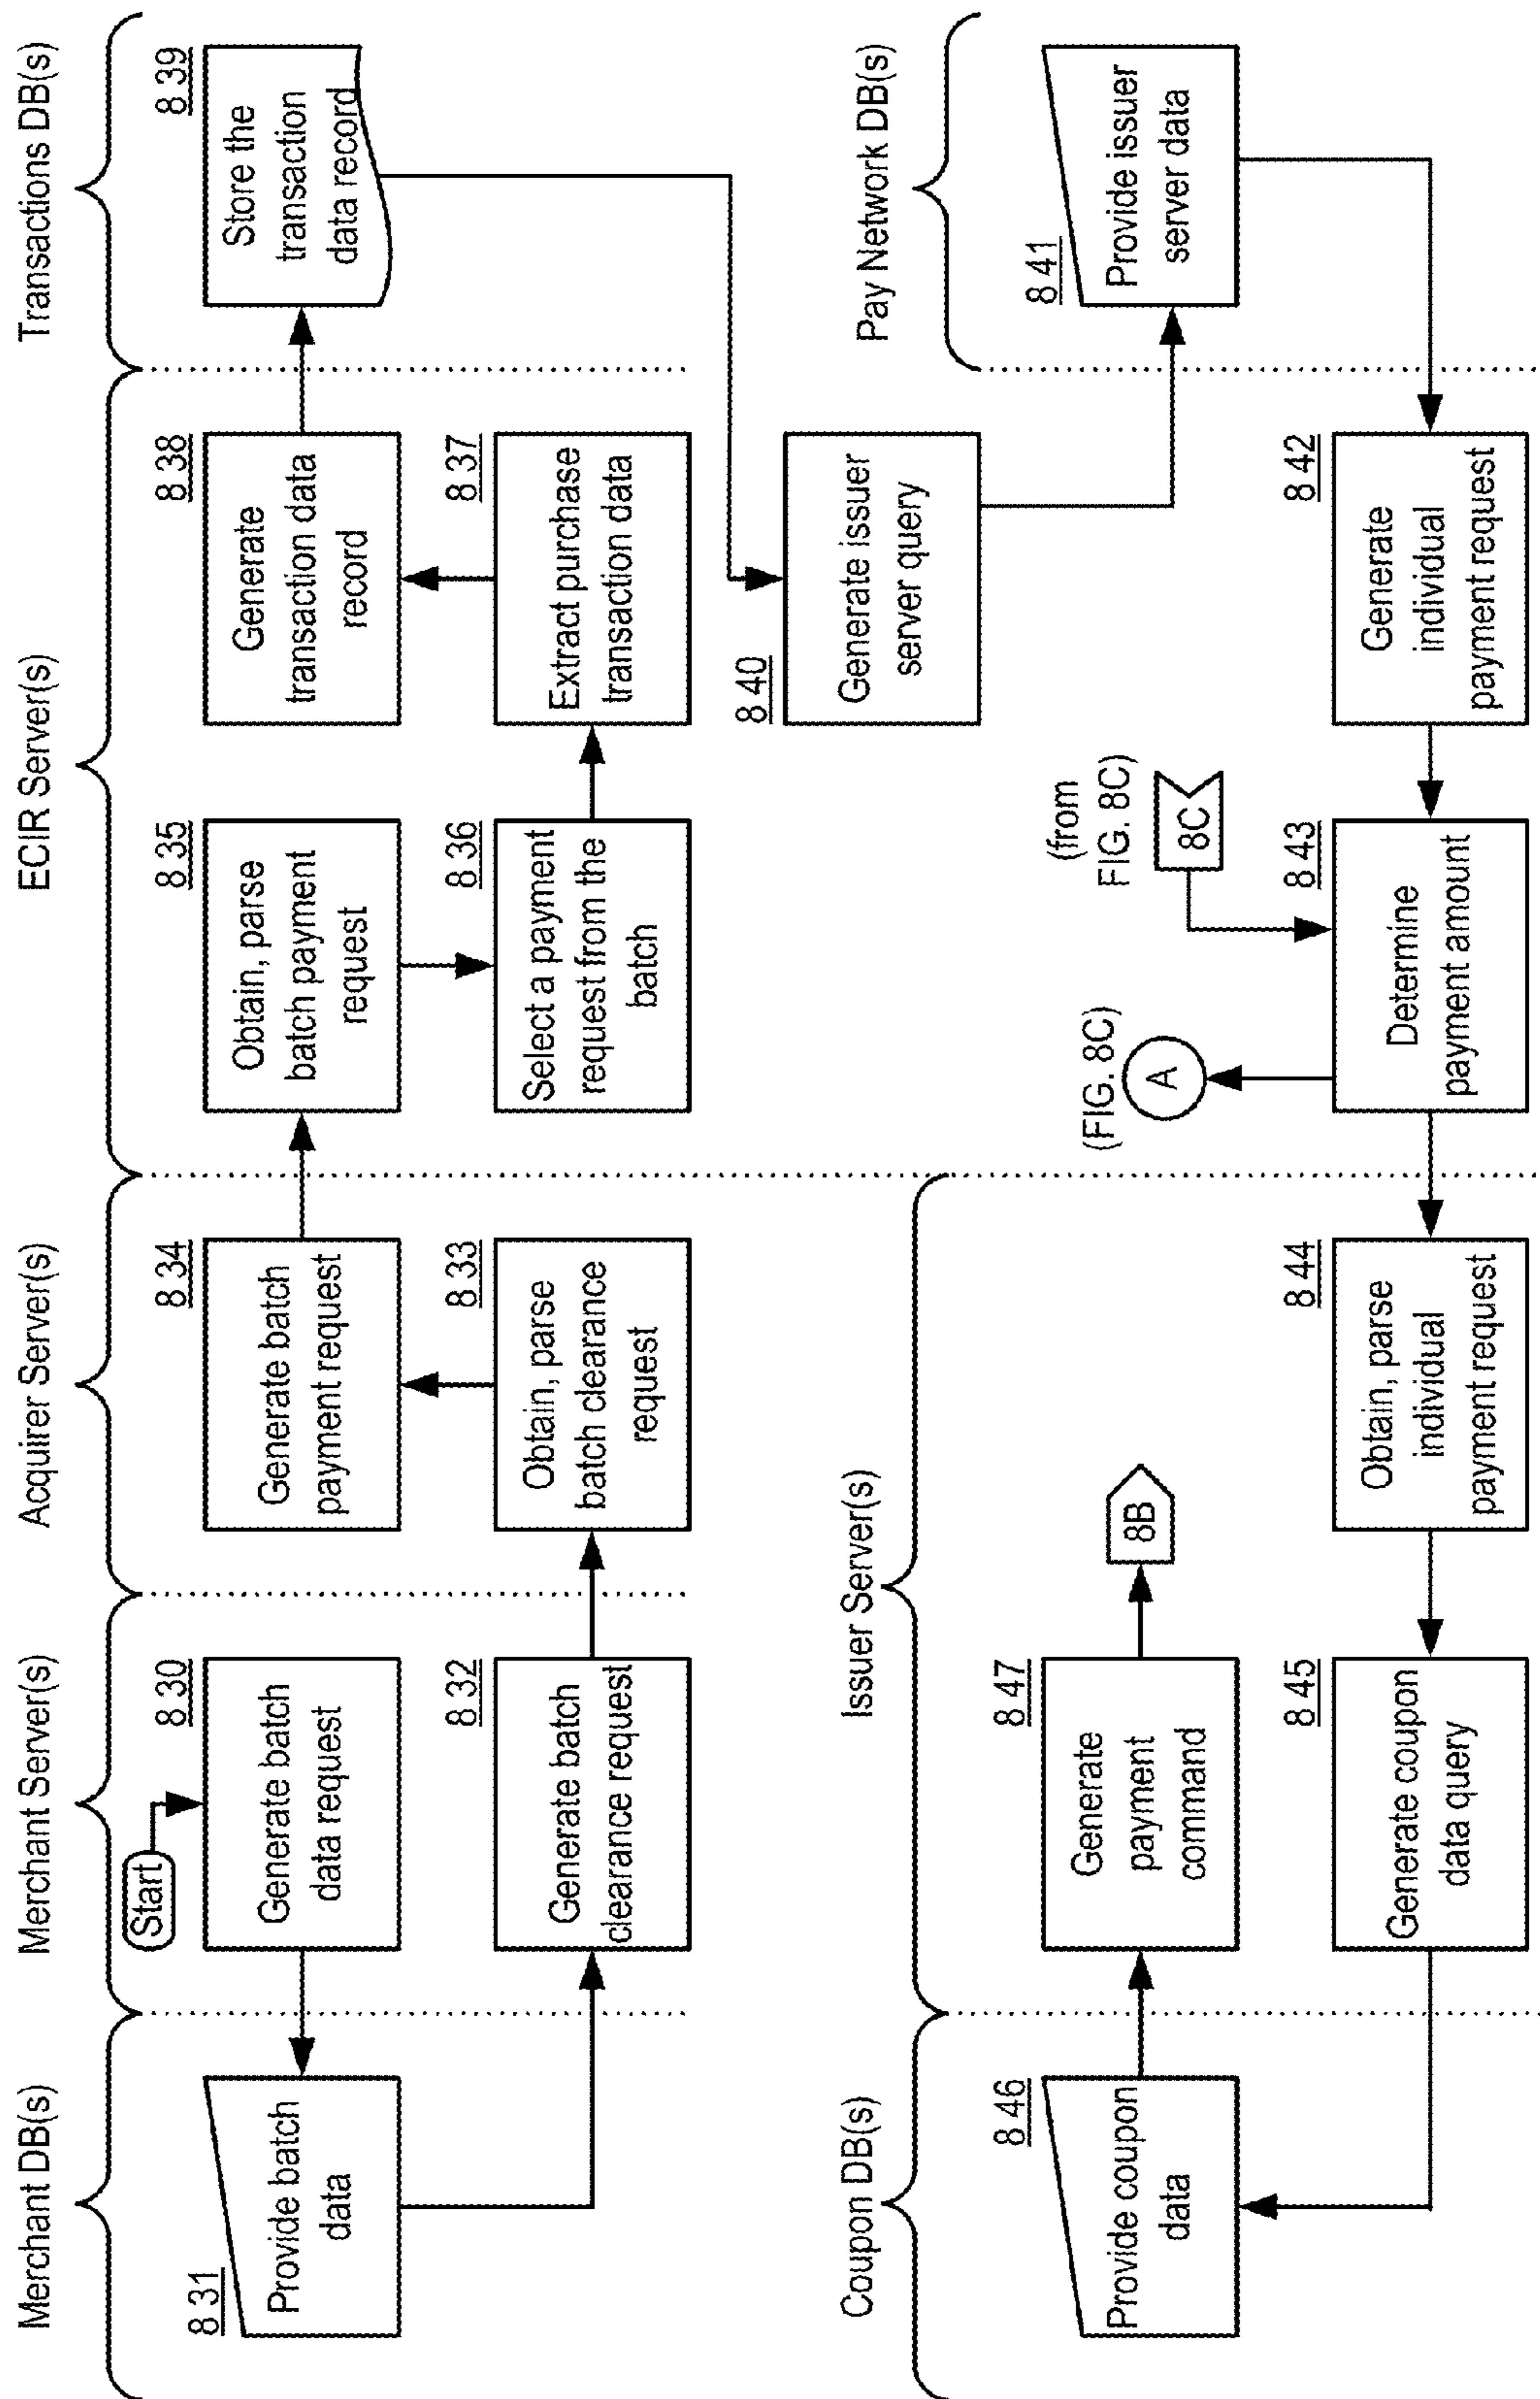 Merchant DB(s)
Merchant Server(s)
Acquirer Server(s)
ECIR Server(s)
Transactions DB(s)
Start
8 30
Generate batch
data request
8 31
Provide batch
data
8 32
Generate batch
clearance request
8 33
Obtain, parse
batch clearance
request
8 34
Generate batch
payment request
8 35
Obtain, parse
batch payment
request
8 36
Select a payment
request from the
batch
8 37
Extract purchase
transaction data
8 38
Generate
transaction data
record
8 39
Store the
transaction
data record
8 40
Generate issuer
server query
Coupon DB(s)
Issuer Server(s)
Pay Network DB(s)
8 41
Provide issuer
server data
8 42
Generate
individual
payment request
(from
FIG. 8C)
8C
8 43
Determine
payment amount
(FIG. 8C)
A
8 44
Obtain, parse
individual
payment request
8 45
Generate coupon
data query
8 46
Provide coupon
data
8 47
Generate
payment
command
8B